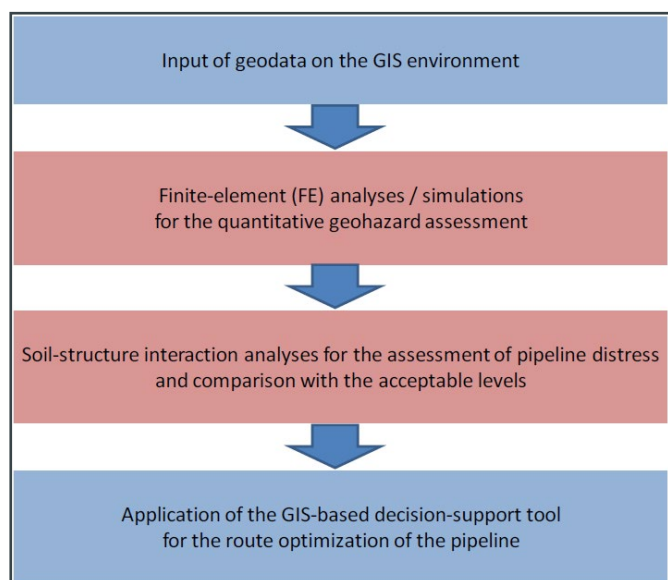 Input of geodata on the GIS environment
Finite-element (FE) analyses / simulations
for the quantitative geohazard assessment
Soil-structure interaction analyses for the assessment of pipeline distress
and comparison with the acceptable levels
Application of the GIS-based decision-support tool
for the route optimization of the pipeline